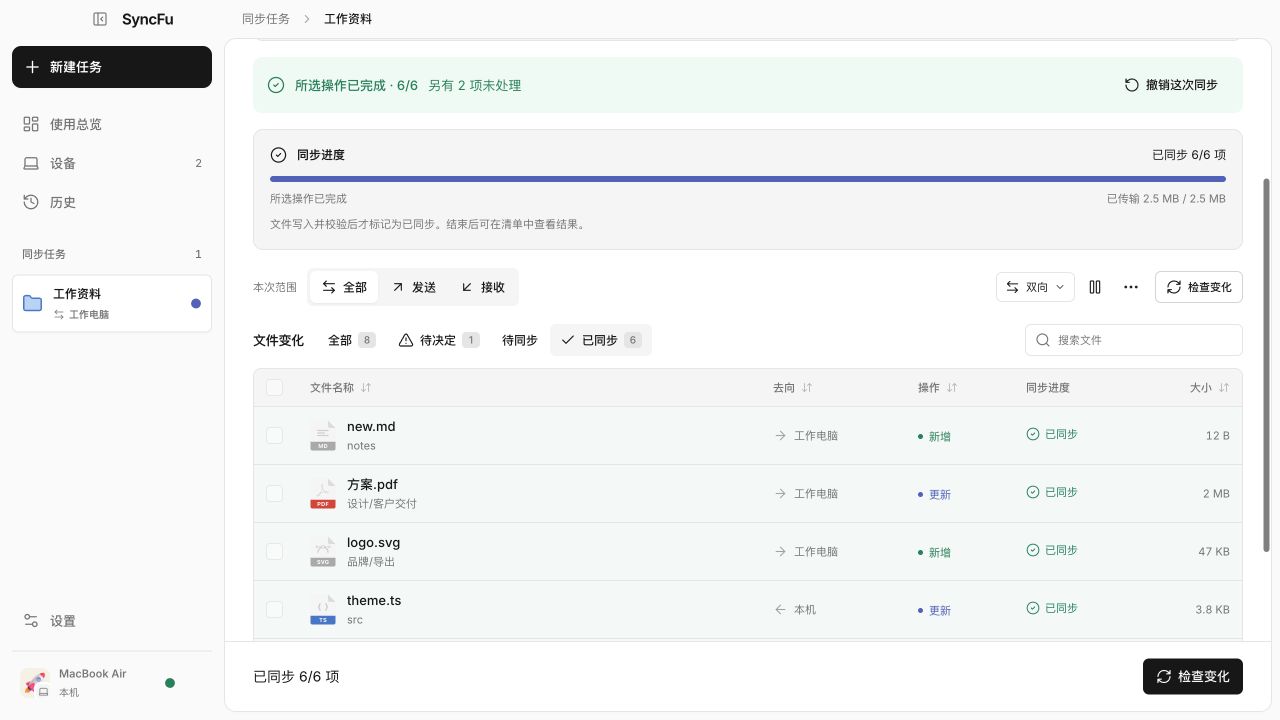 SyncFu
同步任务
工作资料
新建任务
使用总览
设备 2
历史
同步任务 1
工作资料
工作电脑
设置
MacBook Air
本机
所选操作已完成 · 6/6 另有 2 项未处理
撤销这次同步
同步进度
已同步 6/6 项
所选操作已完成
已传输 2.5 MB / 2.5 MB
文件写入并校验后才标记为已同步。结束后可在清单中查看结果。
本次范围 全部 发送 接收
双向
检查变化
文件变化 全部 8 待决定 1 待同步 已同步 6
搜索文件
文件名称 去向 操作 同步进度 大小
MD
new.md
notes
工作电脑 新增 已同步 12 B
PDF
方案.pdf
设计/客户交付
工作电脑 更新 已同步 2 MB
SVG
logo.svg
品牌/导出
工作电脑 新增 已同步 47 KB
TS
theme.ts
src
本机 更新 已同步 3.8 KB
已同步 6/6 项
检查变化